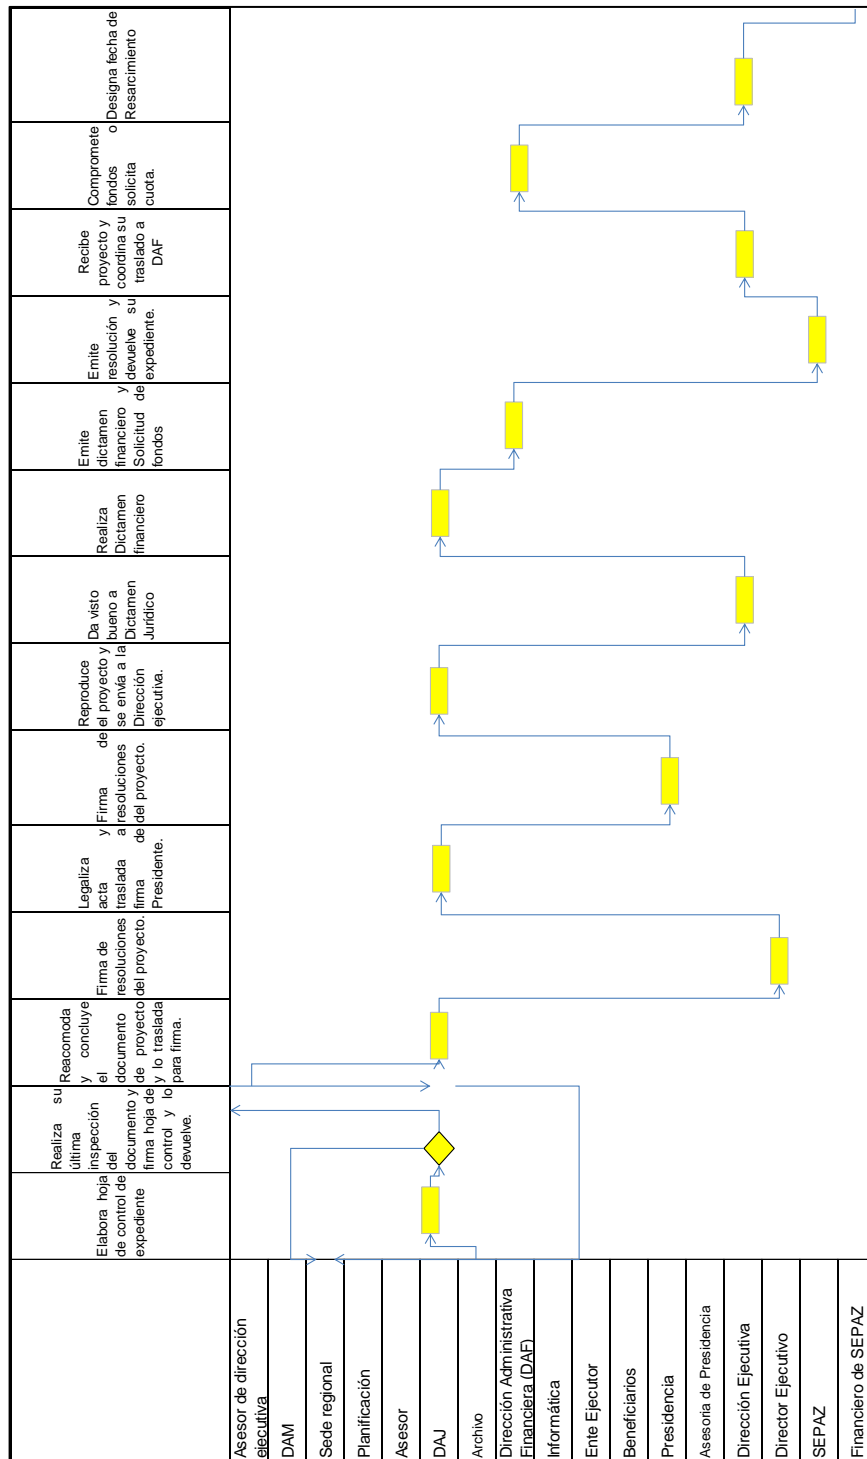 Elabora hoja
de control de
expediente
Realiza su
última
inspección
del
documento y
firma hoja de
control y lo
devuelve.
Reacomoda
y concluye
el
documento
de proyecto
y lo traslada
para firma.
Firma de
resoluciones
del proyecto.
Legaliza y
acta
traslada a
firma de
Presidente.
Firma de
resoluciones
del proyecto.
Reproduce
el proyecto y
se envía a la
Dirección
ejecutiva.
Da visto
bueno a
Dictamen
Jurídico
Realiza
Dictamen
financiero
Emite
dictamen
financiero y
Solicitud de
fondos
Emite
resolución y
devuelve su
expediente.
Recibe
proyecto y
coordina su
traslado a
DAF
Compromete
fondos o
solicita
cuota.
Designa fecha de
Resarcimiento
Asesor de dirección
ejecutiva
DAM
Sede regional
Planificación
Asesor
DAJ
Archivo
Dirección Administrativa
Financiera (DAF)
Informática
Ente Ejecutor
Beneficiarios
Presidencia
Asesoria de Presidencia
Dirección Ejecutiva
Director Ejecutivo
SEPAZ
Financiero de SEPAZ